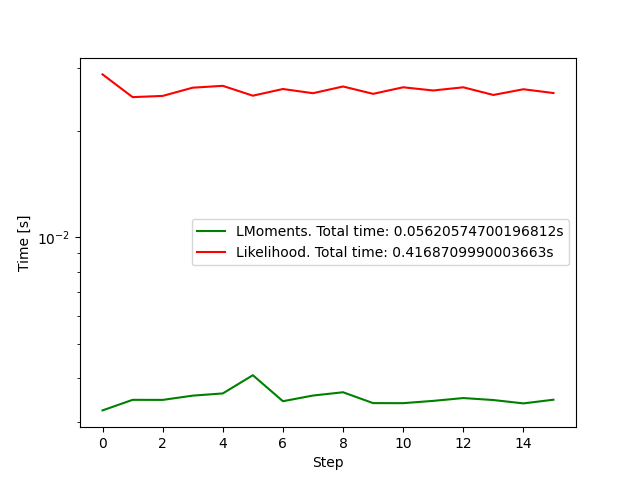 Time [s]
10⁻²
LMoments. Total time: 0.05620574700196812s
Likelihood. Total time: 0.4168709990003663s
0 2 4 6 8 10 12 14
Step